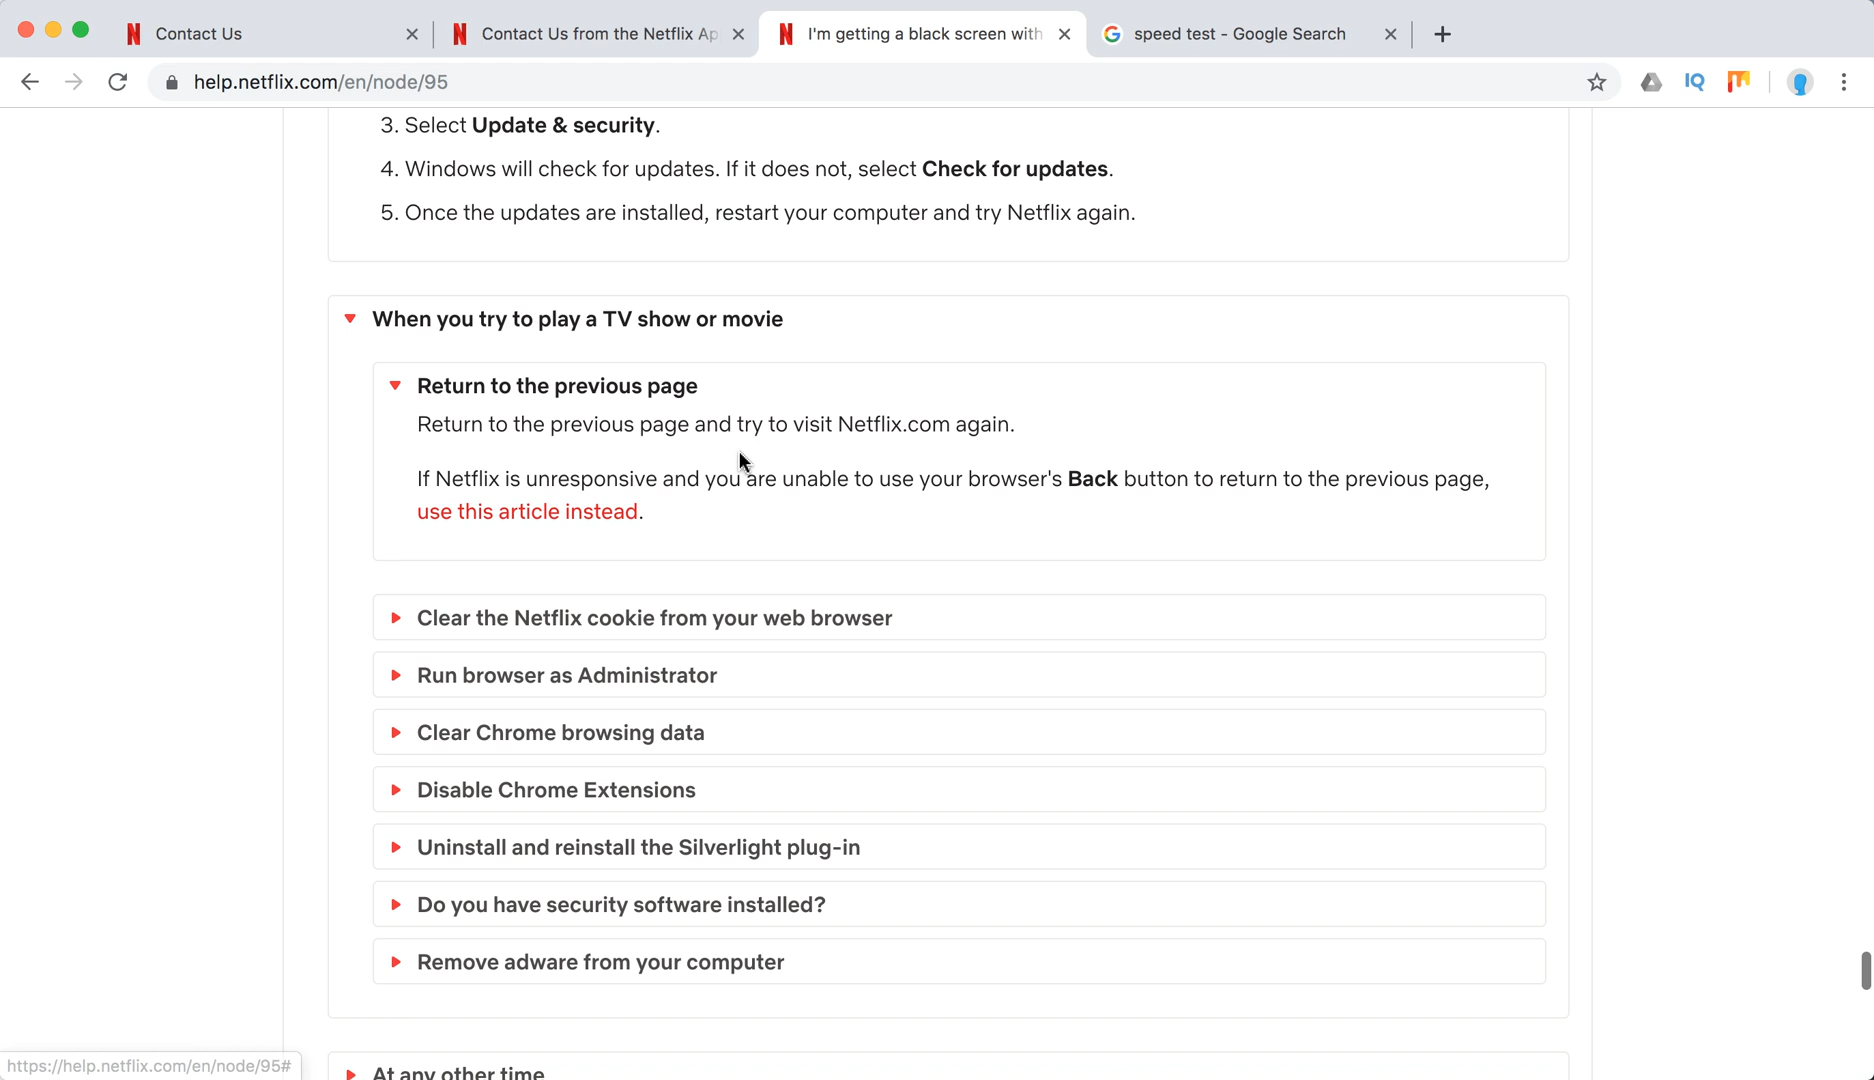 Contact Us
Contact Us from the Netflix Ap
I'm getting a black screen with
speed test - Google Search
help.netflix.com/en/node/95
IQ
3. Select Update & security.
4. Windows will check for updates. If it does not, select Check for updates.
5. Once the updates are installed, restart your computer and try Netflix again.
When you try to play a TV show or movie
Return to the previous page
Return to the previous page and try to visit Netflix.com again.
If Netflix is unresponsive and you are unable to use your browser's Back button to return to the previous page,
use this article instead.
Clear the Netflix cookie from your web browser
Run browser as Administrator
Clear Chrome browsing data
Disable Chrome Extensions
Uninstall and reinstall the Silverlight plug-in
Do you have security software installed?
Remove adware from your computer
At any other time
https://help.netflix.com/en/node/95#